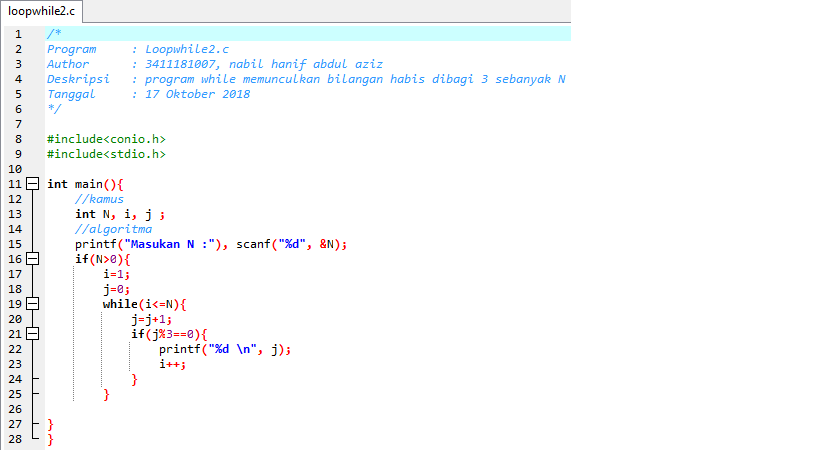 loopwhile2.c
1 /*
2 Program     : Loopwhile2.c
3 Author      : 3411181007, nabil hanif abdul aziz
4 Deskripsi   : program while memunculkan bilangan habis dibagi 3 sebanyak N
5 Tanggal     : 17 Oktober 2018
6 */
7
8 #include<conio.h>
9 #include<stdio.h>
10
11 int main(){
12     //kamus
13     int N, i, j ;
14     //algoritma
15     printf("Masukan N :"), scanf("%d", &N);
16     if(N>0){
17         i=1;
18         j=0;
19         while(i<=N){
20             j=j+1;
21             if(j%3==0){
22                 printf("%d \n", j);
23                 i++;
24             }
25         }
26
27 }
28 }